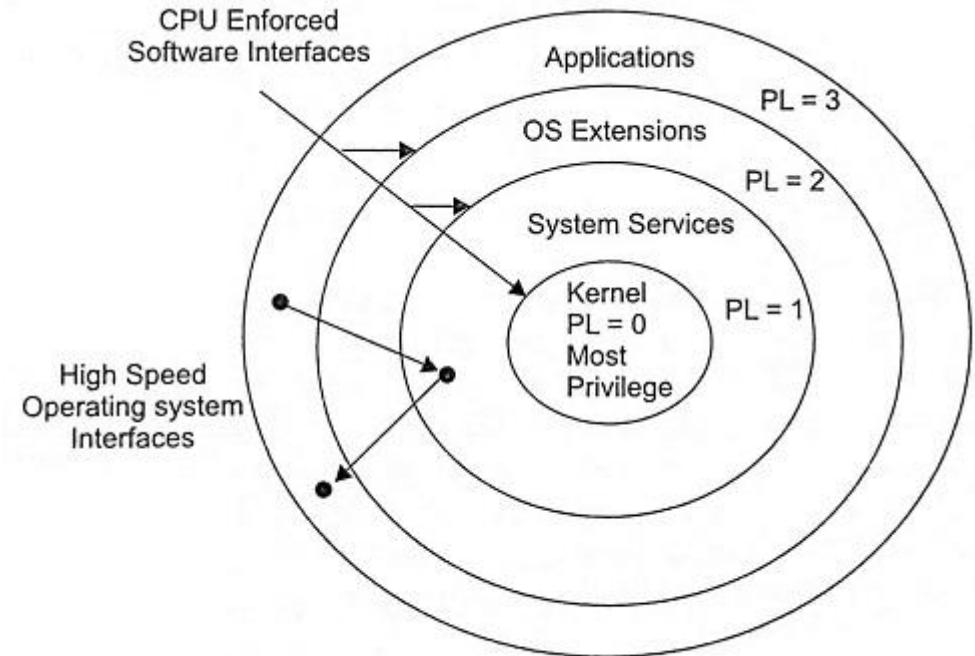 CPU Enforced
Software Interfaces
Applications
PL = 3
OS Extensions
PL = 2
System Services
PL = 1
Kernel
PL = 0
Most
Privilege
High Speed
Operating system
Interfaces